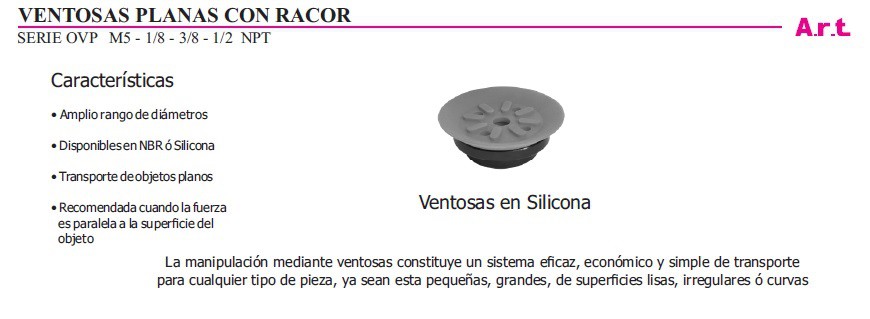 VENTOSAS PLANAS CON RACOR
SERIE OVP M5 - 1/8 - 3/8 - 1/2 NPT
A.r.t.
Características
• Amplio rango de diámetros
• Disponibles en NBR ó Silicona
• Transporte de objetos planos
• Recomendada cuando la fuerza
es paralela a la superficie del
objeto
Ventosas en Silicona
La manipulación mediante ventosas constituye un sistema eficaz, económico y simple de transporte
para cualquier tipo de pieza, ya sean esta pequeñas, grandes, de superficies lisas, irregulares ó curvas